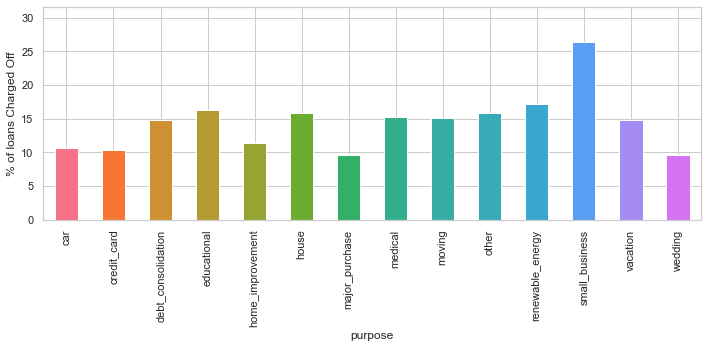 30
25
20
15
10
5
0
% of loans Charged Off
car
credit_card
debt_consolidation
educational
home_improvement
house
major_purchase
medical
moving
other
renewable_energy
small_business
vacation
wedding
purpose